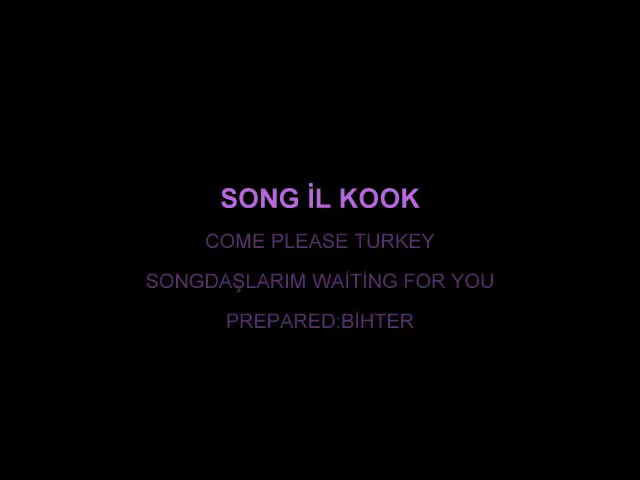 SONG İL KOOK
COME PLEASE TURKEY
SONGDAŞLARIM WAİTİNG FOR YOU
PREPARED:BİHTER